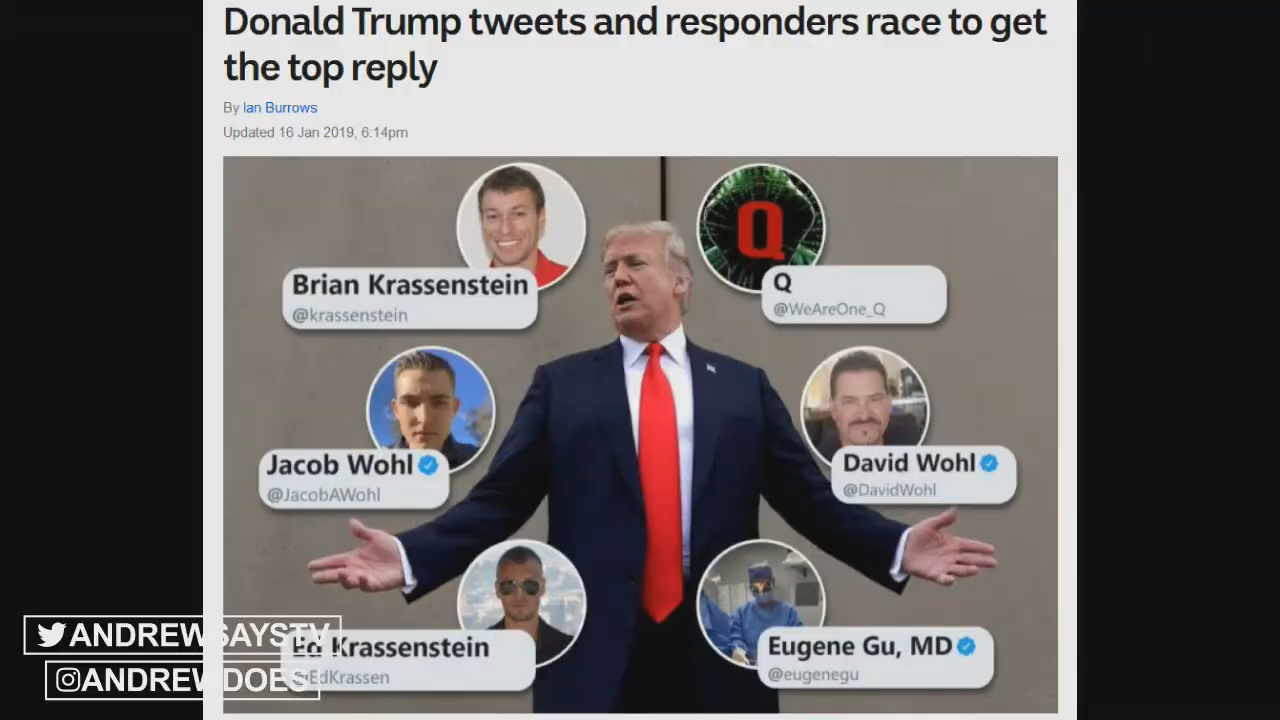 Donald Trump tweets and responders race to get
the top reply
By Ian Burrows
Updated 16 Jan 2019, 6:14pm
Brian Krassenstein
@krassenstein
Q
Q
@WeAreOne_Q
Jacob Wohl
@JacobAWohl
David Wohl
@DavidWohl
Ed Krassenstein
@EdKrassen
Eugene Gu, MD
@eugenegu
ANDREWSAYSTV
ANDREWDOES